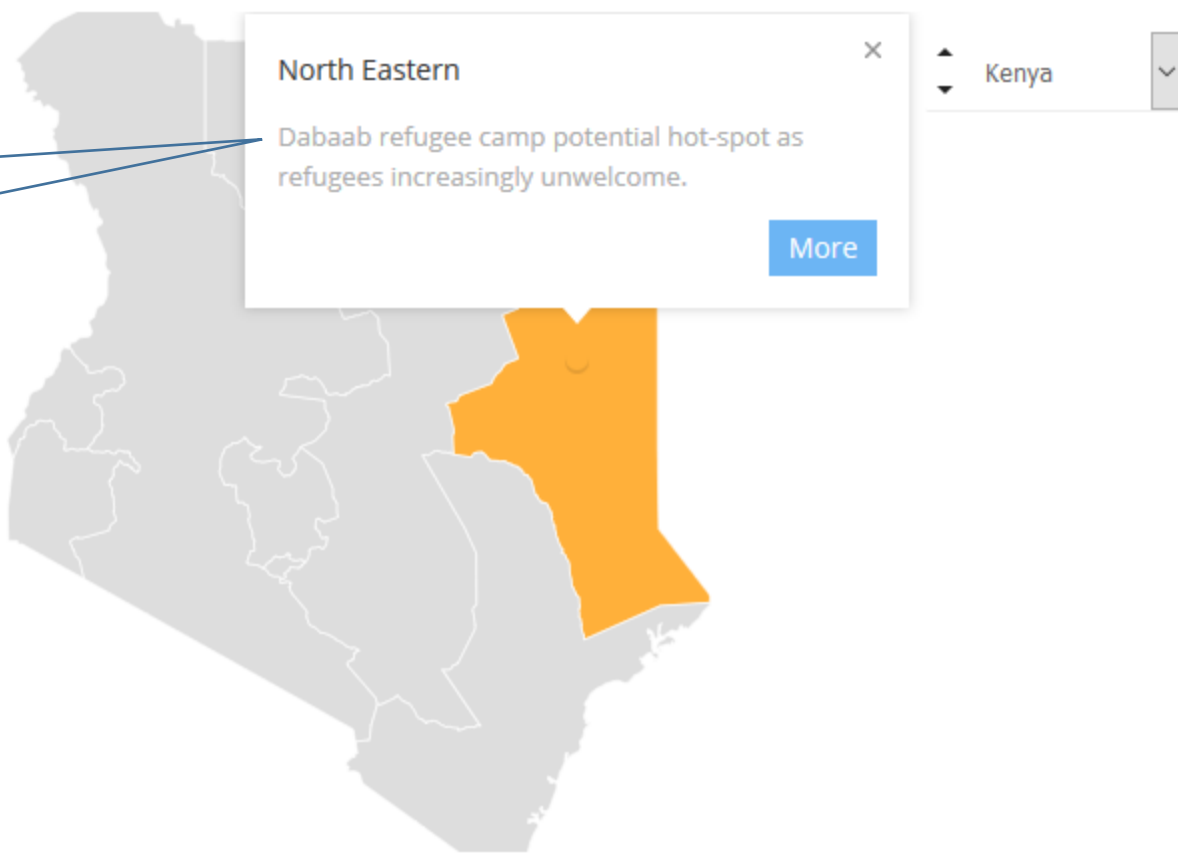 North Eastern
Dabaab refugee camp potential hot-spot as
refugees increasingly unwelcome.
More
Kenya